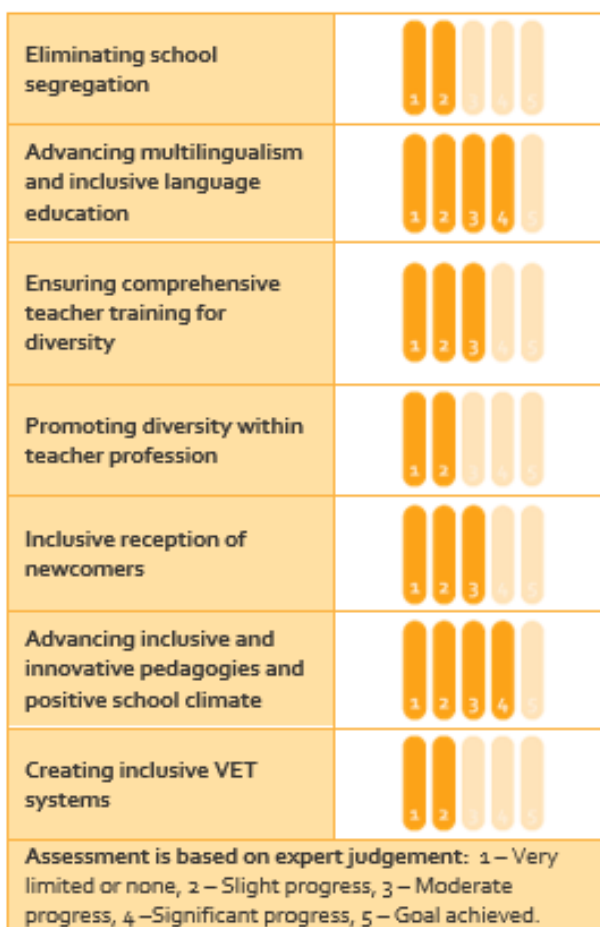 Eliminating school
segregation
1 2 3 4 5
Advancing multilingualism
and inclusive language
education
1 2 3 4 5
Ensuring comprehensive
teacher training for
diversity
1 2 3 4 5
Promoting diversity within
teacher profession
1 2 3 4 5
Inclusive reception of
newcomers
1 2 3 4 5
Advancing inclusive and
innovative pedagogies and
positive school climate
1 2 3 4 5
Creating inclusive VET
systems
1 2 3 4 5
Assessment is based on expert judgement: 1 – Very
limited or none, 2 – Slight progress, 3 – Moderate
progress, 4 –Significant progress, 5 – Goal achieved.